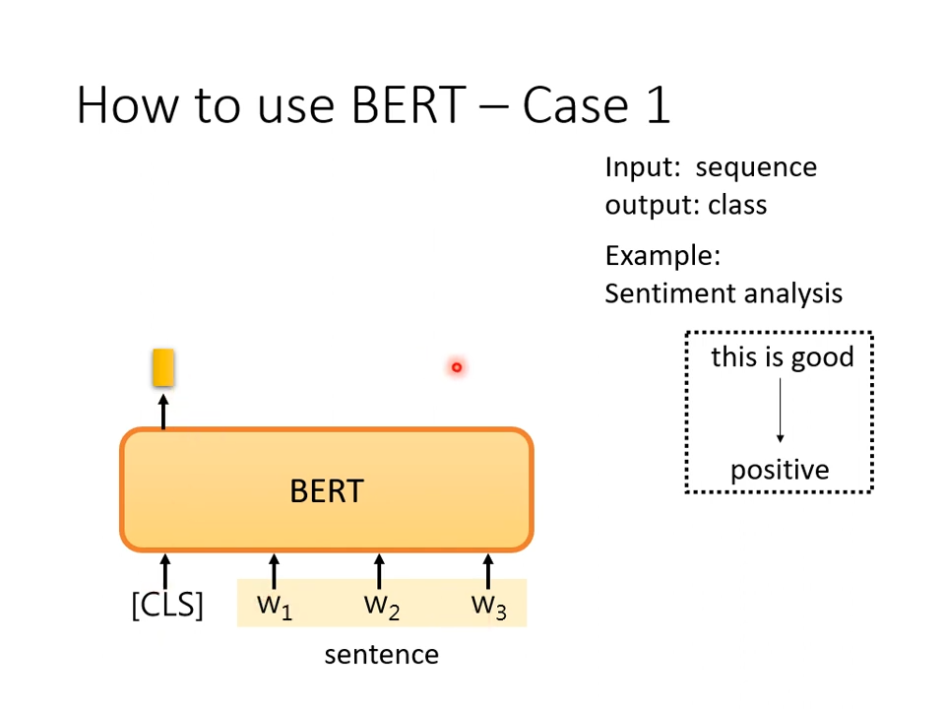 How to use BERT – Case 1
Input: sequence
output: class
Example:
Sentiment analysis
this is good
positive
BERT
[CLS] w₁ w₂ w₃
sentence